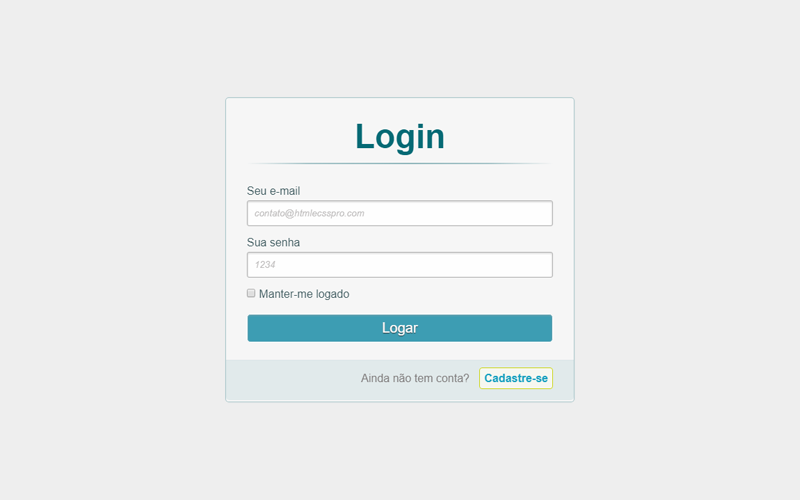 Login
Seu e-mail
contato@htmlecsspro.com
Sua senha
1234
Manter-me logado
Logar
Ainda não tem conta? Cadastre-se